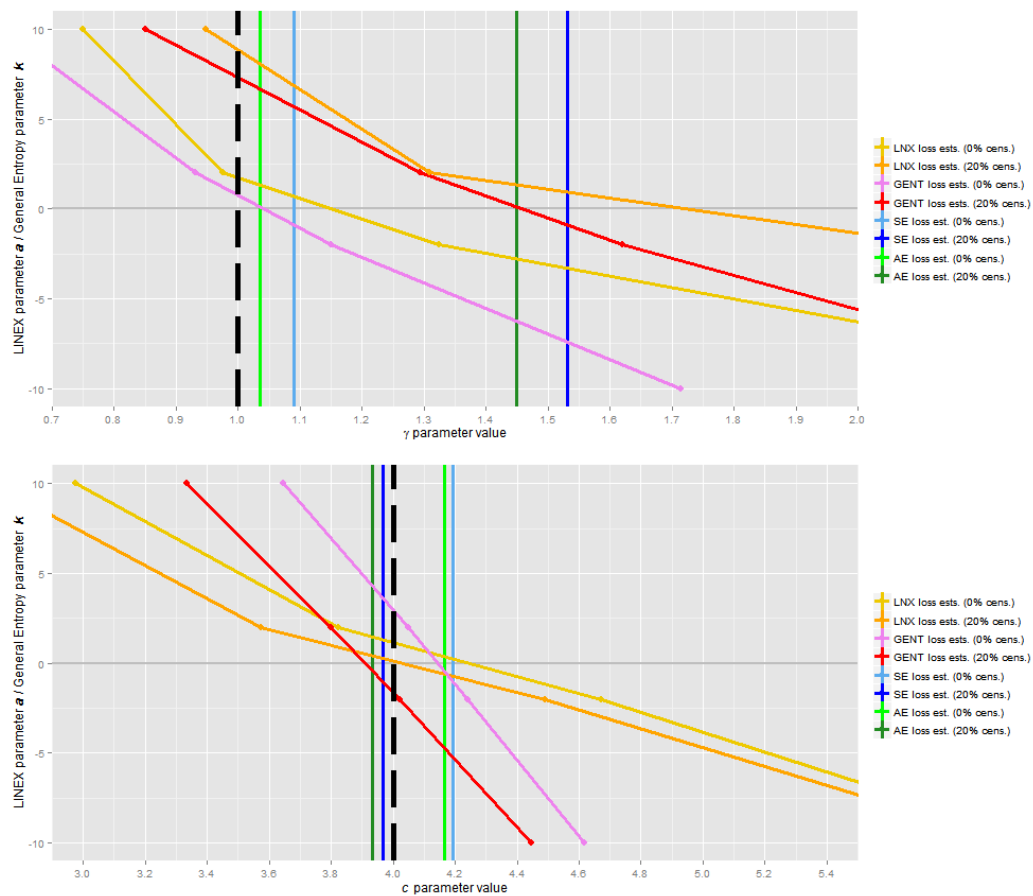 LINEX parameter a / General Entropy parameter k
10
5
0
-5
-10
0.7 0.8 0.9 1.0 1.1 1.2 1.3 1.4 1.5 1.6 1.7 1.8 1.9 2.0
γ parameter value
LNX loss ests. (0% cens.)
LNX loss ests. (20% cens.)
GENT loss ests. (0% cens.)
GENT loss ests. (20% cens.)
SE loss est. (0% cens.)
SE loss est. (20% cens.)
AE loss est. (0% cens.)
AE loss est. (20% cens.)
LINEX parameter a / General Entropy parameter k
10
5
0
-5
-10
3.0 3.2 3.4 3.6 3.8 4.0 4.2 4.4 4.6 4.8 5.0 5.2 5.4
c parameter value
LNX loss ests. (0% cens.)
LNX loss ests. (20% cens.)
GENT loss ests. (0% cens.)
GENT loss ests. (20% cens.)
SE loss est. (0% cens.)
SE loss est. (20% cens.)
AE loss est. (0% cens.)
AE loss est. (20% cens.)